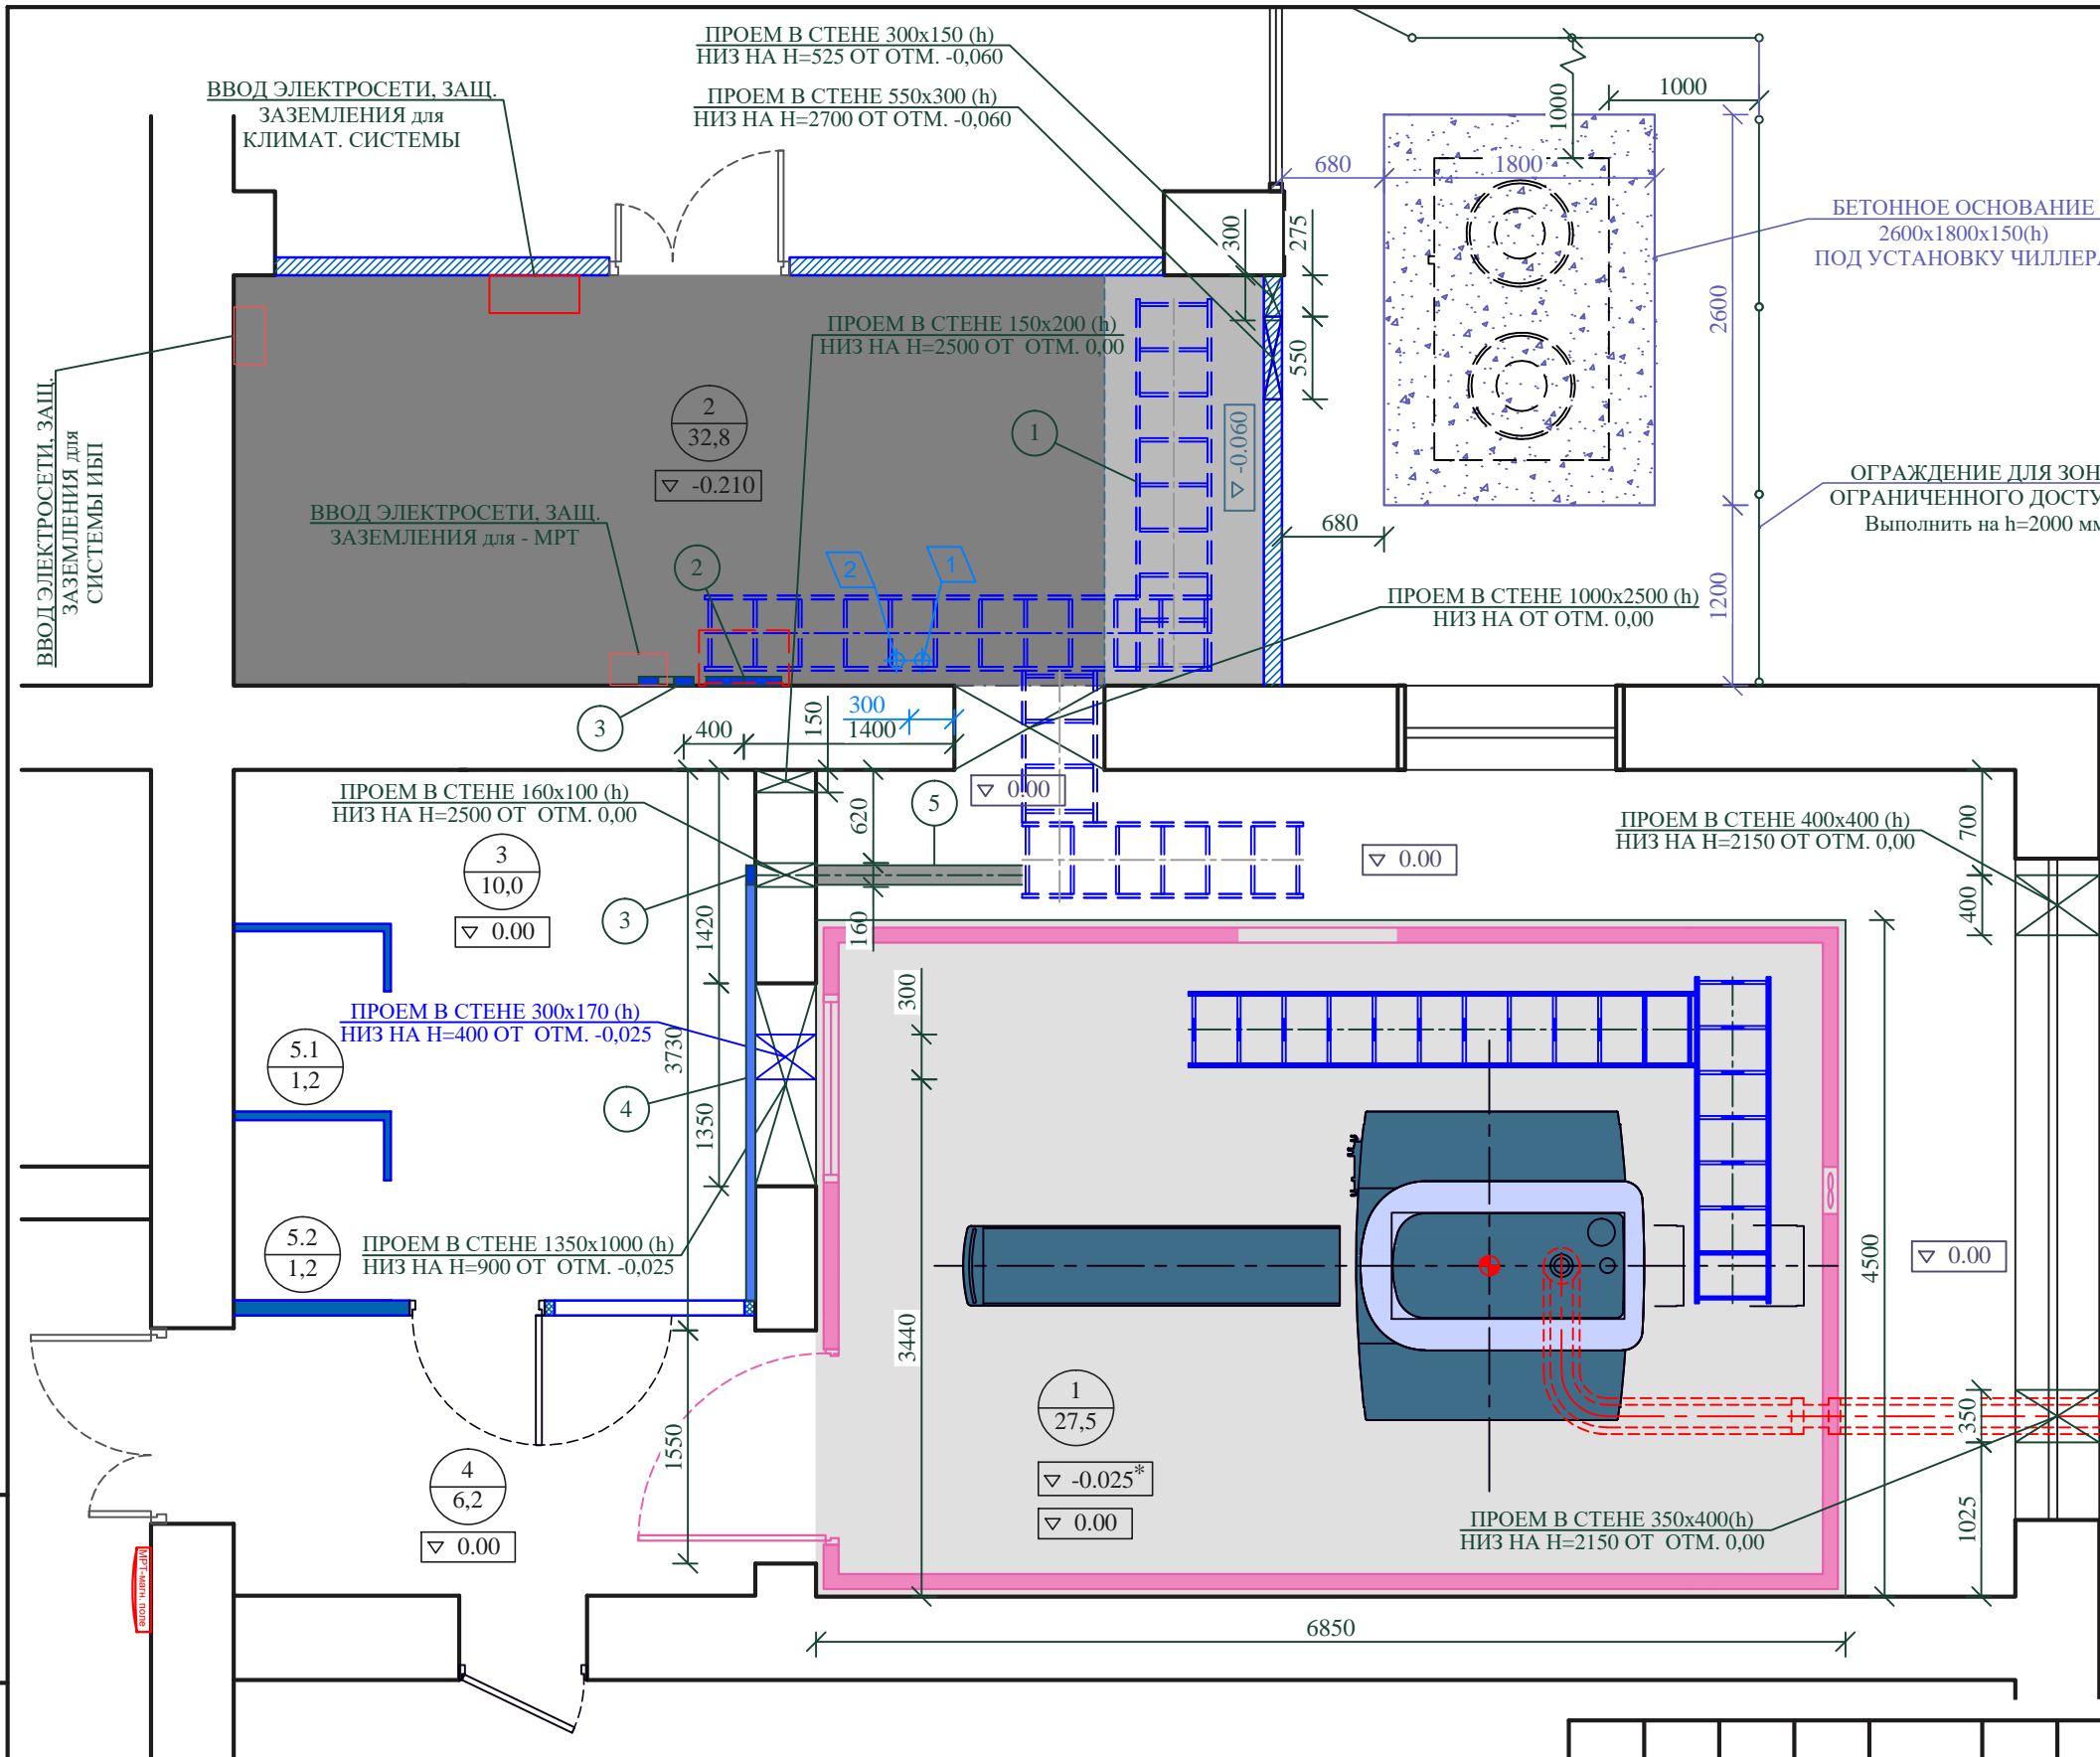 ПРОЕМ В СТЕНЕ 300х150 (h)
НИЗ НА Н=525 ОТ ОТМ. -0,060
ПРОЕМ В СТЕНЕ 550х300 (h)
НИЗ НА Н=2700 ОТ ОТМ. -0,060
ВВОД ЭЛЕКТРОСЕТИ, ЗАЩ.
ЗАЗЕМЛЕНИЯ для
КЛИМАТ. СИСТЕМЫ
1000
1000
680
1800
БЕТОННОЕ ОСНОВАНИЕ
2600х1800х150(h)
ПОД УСТАНОВКУ ЧИЛЛЕРА
300
275
550
2600
ПРОЕМ В СТЕНЕ 150х200 (h)
НИЗ НА Н=2500 ОТ ОТМ. 0,00
ВВОД ЭЛЕКТРОСЕТИ, ЗАЩ.
ЗАЗЕМЛЕНИЯ для
СИСТЕМЫ ИБП
2
32,8
-0.210
1
-0.060
ОГРАЖДЕНИЕ ДЛЯ ЗОН
ОГРАНИЧЕННОГО ДОСТУ
Выполнить на h=2000 мм
ВВОД ЭЛЕКТРОСЕТИ, ЗАЩ.
ЗАЗЕМЛЕНИЯ для - МРТ
680
2
2
1
1200
ПРОЕМ В СТЕНЕ 1000х2500 (h)
НИЗ НА ОТ ОТМ. 0,00
3
400
150
300
1400
ПРОЕМ В СТЕНЕ 160х100 (h)
НИЗ НА Н=2500 ОТ ОТМ. 0,00
620
5
0.00
ПРОЕМ В СТЕНЕ 400х400 (h)
НИЗ НА Н=2150 ОТ ОТМ. 0,00
700
0.00
3
10,0
0.00
3
1420
160
400
300
ПРОЕМ В СТЕНЕ 300х170 (h)
НИЗ НА Н=400 ОТ ОТМ. -0,025
3730
5.1
1,2
4
1350
5.2
1,2
ПРОЕМ В СТЕНЕ 1350х1000 (h)
НИЗ НА Н=900 ОТ ОТМ. -0,025
3440
4500
0.00
1
27,5
-0.025*
0.00
350
1550
4
6,2
0.00
ПРОЕМ В СТЕНЕ 350х400(h)
НИЗ НА Н=2150 ОТ ОТМ. 0,00
1025
МРТ-магн. поле
6850